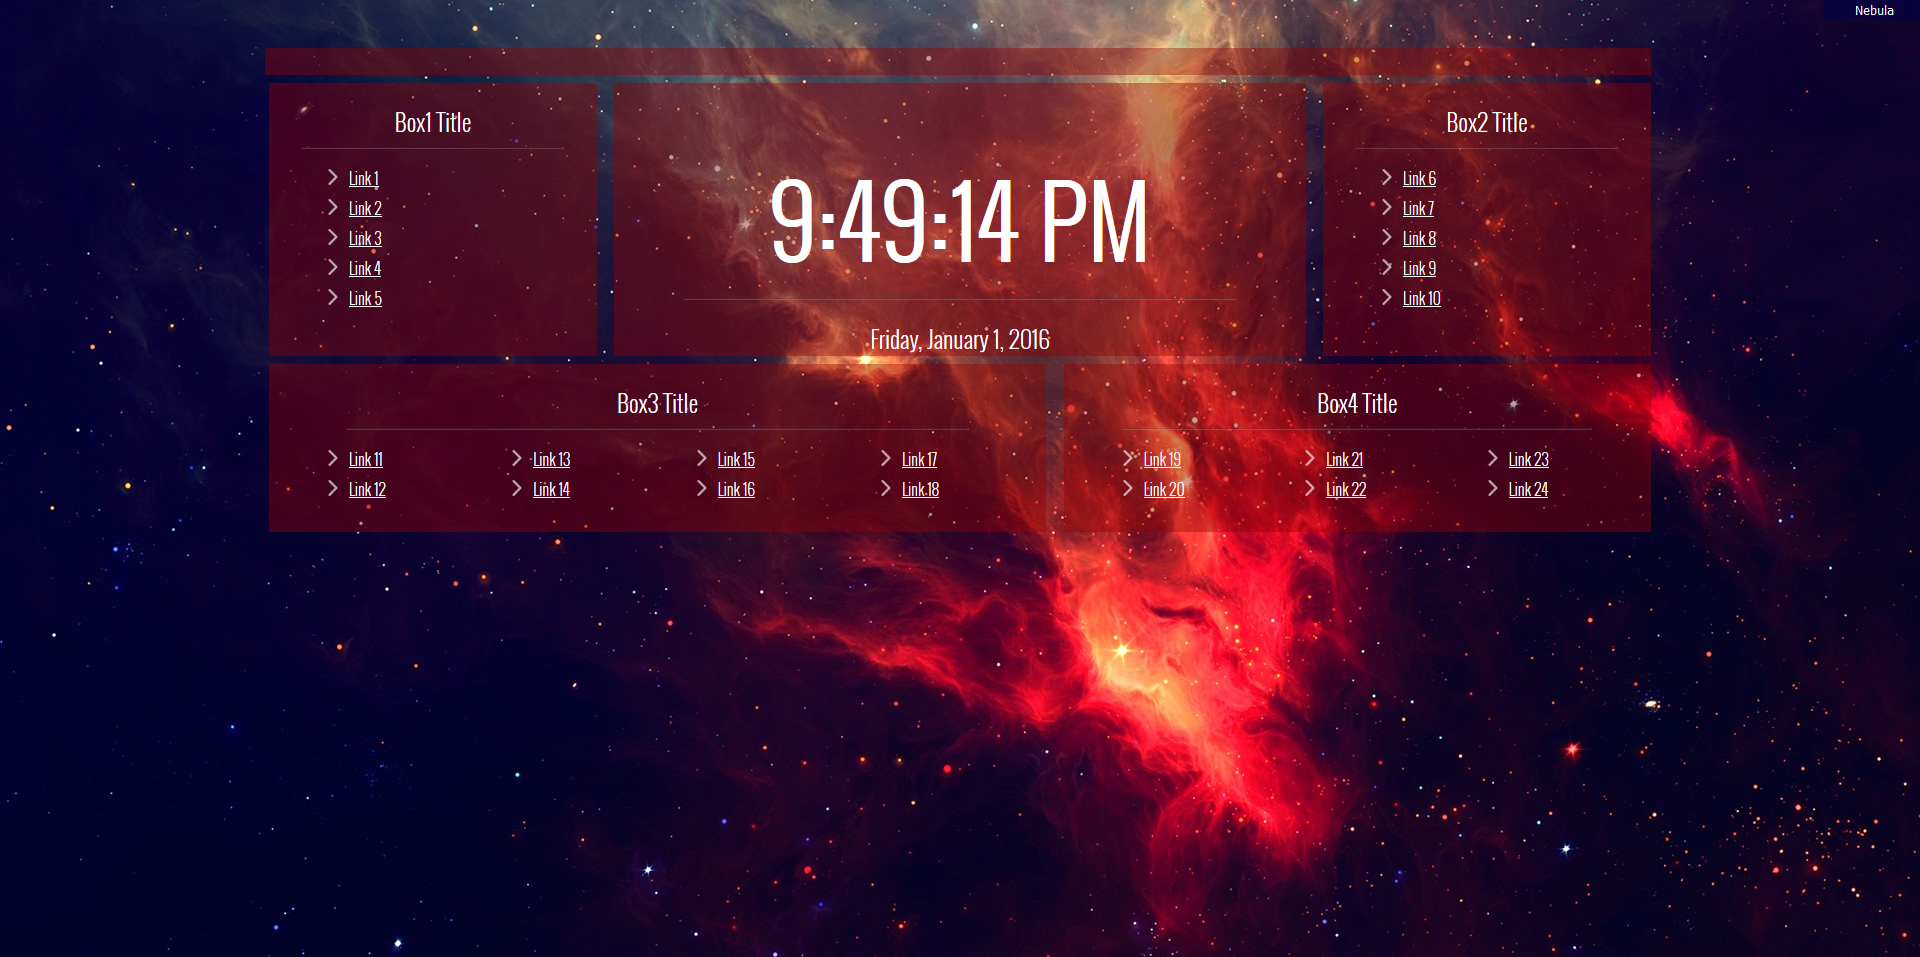 Nebula
Box1 Title
Link 1
Link 2
Link 3
Link 4
Link 5
9:49:14 PM
Friday, January 1, 2016
Box2 Title
Link 6
Link 7
Link 8
Link 9
Link 10
Box3 Title
Link 11
Link 12
Link 13
Link 14
Link 15
Link 16
Link 17
Link 18
Box4 Title
Link 19
Link 20
Link 21
Link 22
Link 23
Link 24